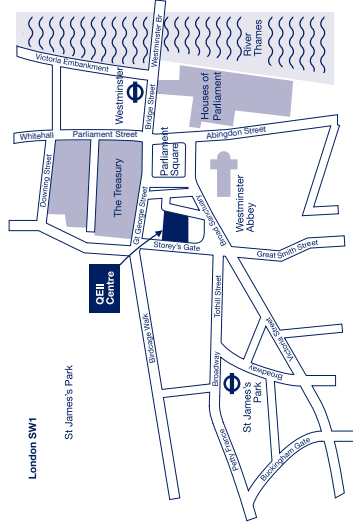 London SW1
St James's Park
QEII
Centre
Birdcage Walk
Storey's Gate
Gt George Street
The Treasury
Downing Street
Whitehall
Parliament Street
Parliament
Square
Abingdon Street
Westminster
Bridge Street
Victoria Embankment
Westminster Br
River
Thames
Houses of
Parliament
Westminster
Abbey
Broad Sanctuary
Great Smith Street
Tothill Street
Victoria Street
Broadway
Broadway
St James's
Park
Petty France
Buckingham Gate